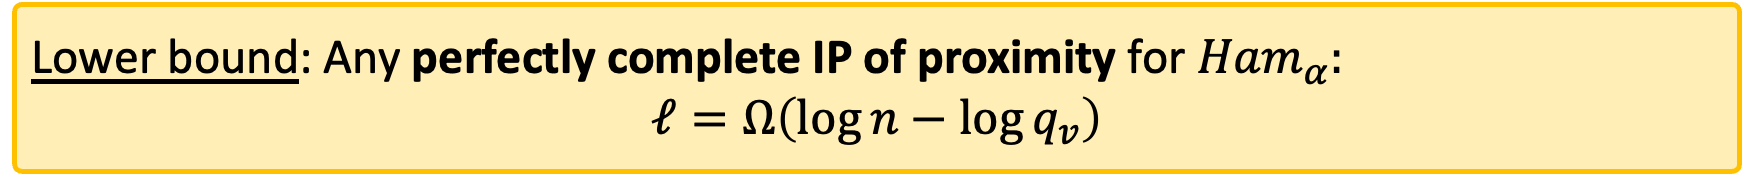 Lower bound: Any perfectly complete IP of proximity for Ham_α:
ℓ = Ω(log n − log q_v)